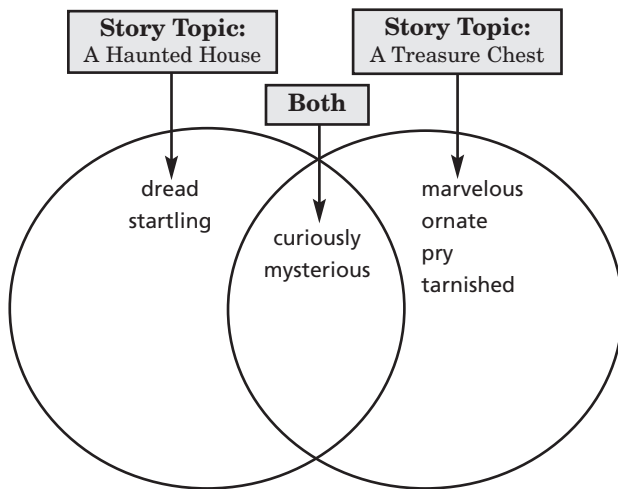 Story Topic:
A Haunted House
Story Topic:
A Treasure Chest
Both
dread
startling
curiously
mysterious
marvelous
ornate
pry
tarnished